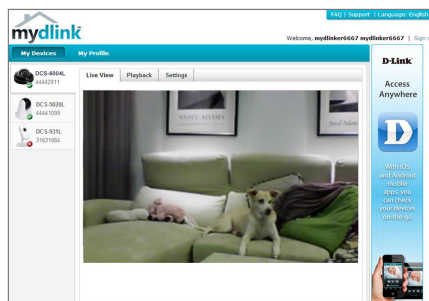 FAQ | Support | Language: English
mydlink
Welcome, mydlinker6667 mydlinker6667 | Sign
My Devices
My Profile
D-Link
Access
Anywhere
With iOS
and Android
mobile
apps, you
can check
your devices
on-the-go
DCS-6004L
44442911
DCS-5020L
44441099
DCS-931L
31631064
Live View
Playback
Settings
ANSEL ADAMS